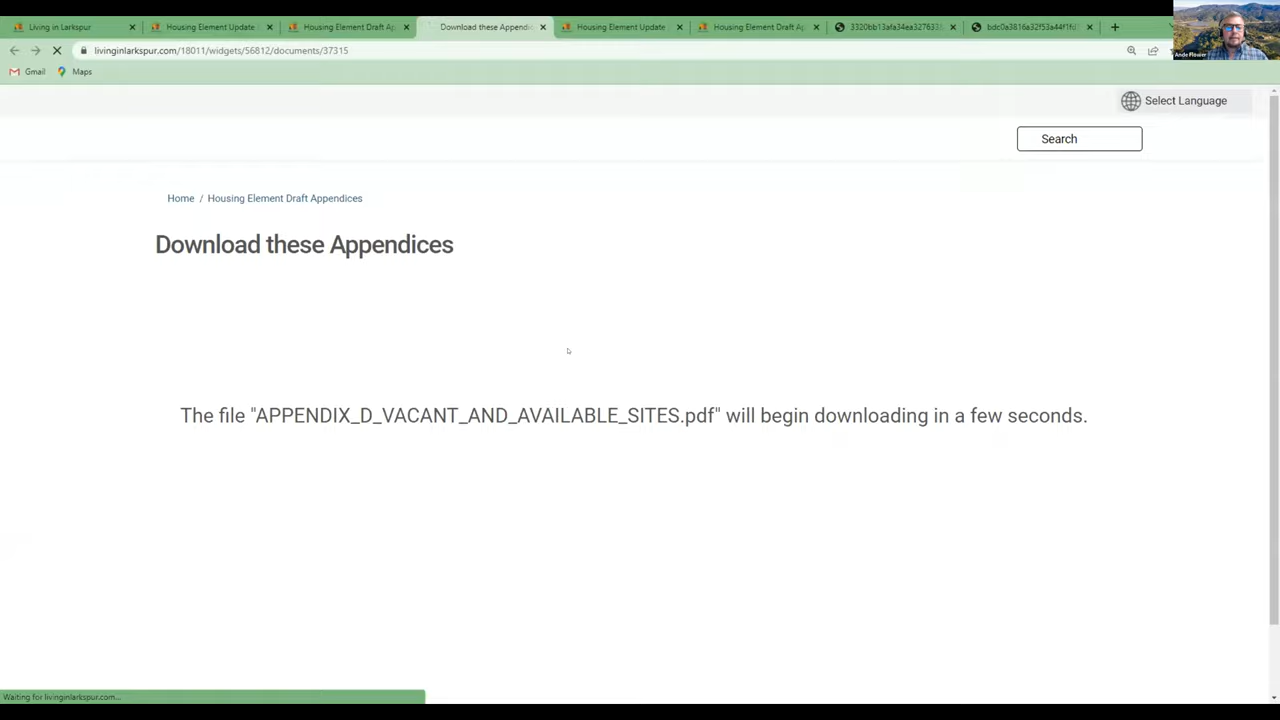 Living in Larkspur
Housing Element Update
Housing Element Draft Ap
Download these Appendi
Housing Element Update
Housing Element Draft Ap
livinginlarkspur.com/18011/widgets/56812/documents/37315
Ande Flower
Gmail
Maps
Select Language
Search
Home / Housing Element Draft Appendices
Download these Appendices
The file "APPENDIX_D_VACANT_AND_AVAILABLE_SITES.pdf" will begin downloading in a few seconds.
Waiting for livinginlarkspur.com...